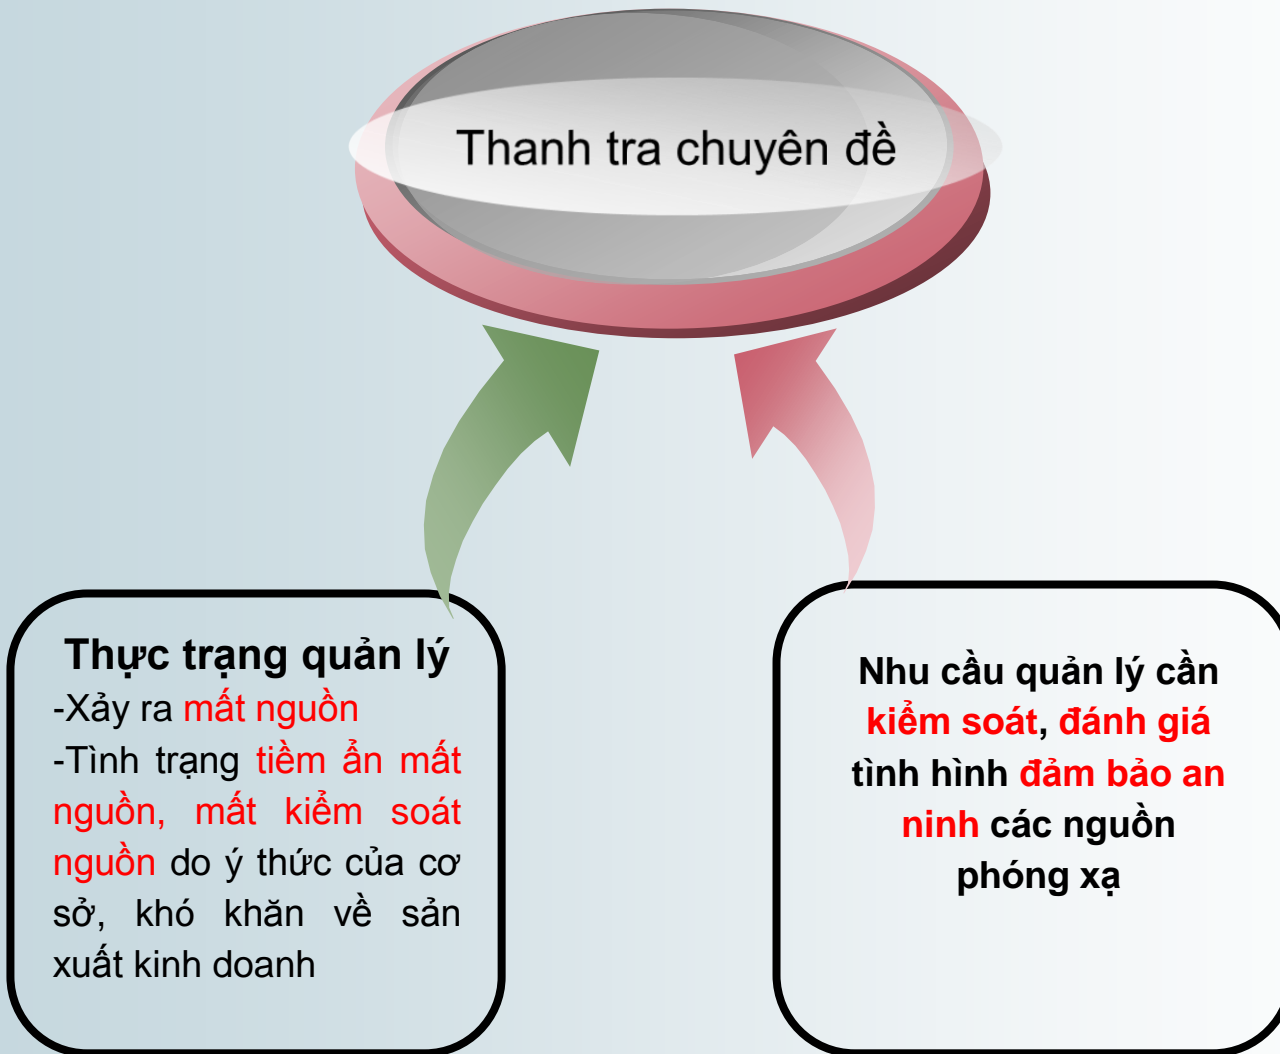 Thanh tra chuyên đề
Thực trạng quản lý
-Xảy ra mất nguồn
-Tình trạng tiềm ẩn mất
nguồn, mất kiểm soát
nguồn do ý thức của cơ
sở, khó khăn về sản
xuất kinh doanh
Nhu cầu quản lý cần
kiểm soát, đánh giá
tình hình đảm bảo an
ninh các nguồn
phóng xạ